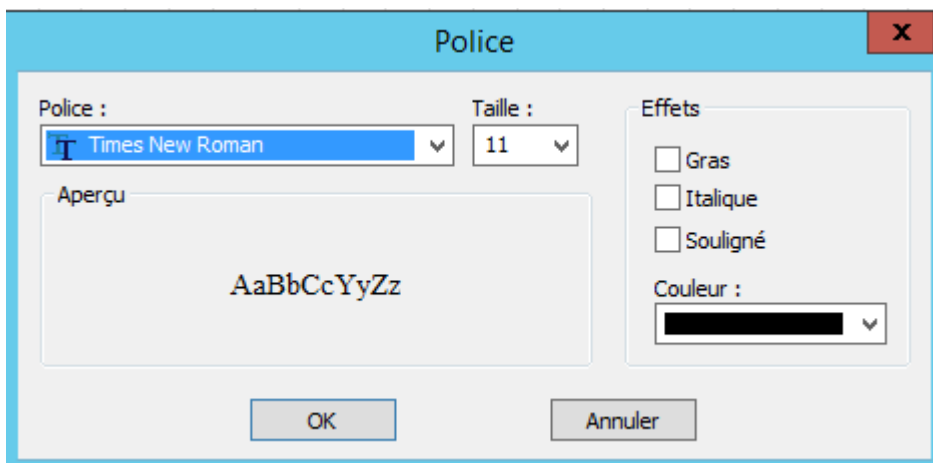 Police
Police :
Taille :
Times New Roman
11
Aperçu
AaBbCcYyZz
Effets
Gras
Italique
Souligné
Couleur :
OK
Annuler